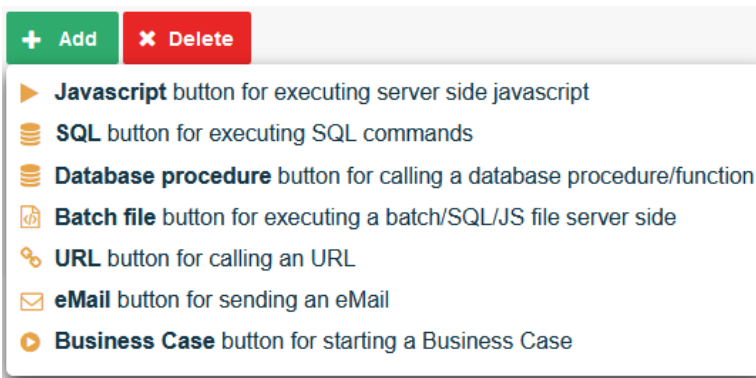 Add Delete
Javascript button for executing server side javascript
SQL button for executing SQL commands
Database procedure button for calling a database procedure/function
Batch file button for executing a batch/SQL/JS file server side
URL button for calling an URL
eMail button for sending an eMail
Business Case button for starting a Business Case